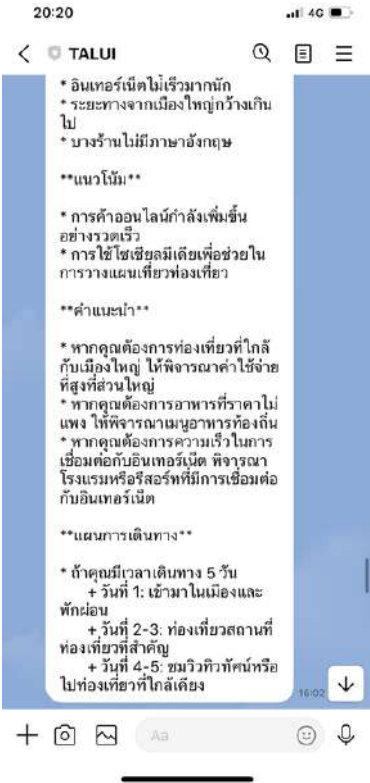 20:20
4G
TALUI
* อินเทอร์เน็ตไม่เร็วมากนัก
* ระยะทางจากเมืองใหญ่กว้างเกิน
ไป
* บางร้านไม่มีภาษาอังกฤษ
**แนวโน้ม**
* การค้าออนไลน์กำลังเพิ่มขึ้น
อย่างรวดเร็ว
* การใช้โซเชียลมีเดียเพื่อช่วยใน
การวางแผนเที่ยวท่องเที่ยว
**คำแนะนำ**
* หากคุณต้องการท่องเที่ยวที่ใกล้
กับเมืองใหญ่ ให้พิจารณาค่าใช้จ่าย
ที่สูงที่ส่วนใหญ่
* หากคุณต้องการอาหารที่ราคาไม่
แพง ให้พิจารณาเมนูอาหารท้องถิ่น
* หากคุณต้องการความเร็วในการ
เชื่อมต่อกับอินเทอร์เน็ต พิจารณา
โรงแรมหรือรีสอร์ทที่มีการเชื่อมต่อ
กับอินเทอร์เน็ต
**แผนการเดินทาง**
* ถ้าคุณมีเวลาเดินทาง 5 วัน
+ วันที่ 1: เข้ามาในเมืองและ
พักผ่อน
+ วันที่ 2-3: ท่องเที่ยวสถานที่
ท่องเที่ยวที่สำคัญ
+ วันที่ 4-5: ชมวิวทิวทัศน์หรือ
ไปท่องเที่ยวที่ใกล้เคียง
16:02
Aa